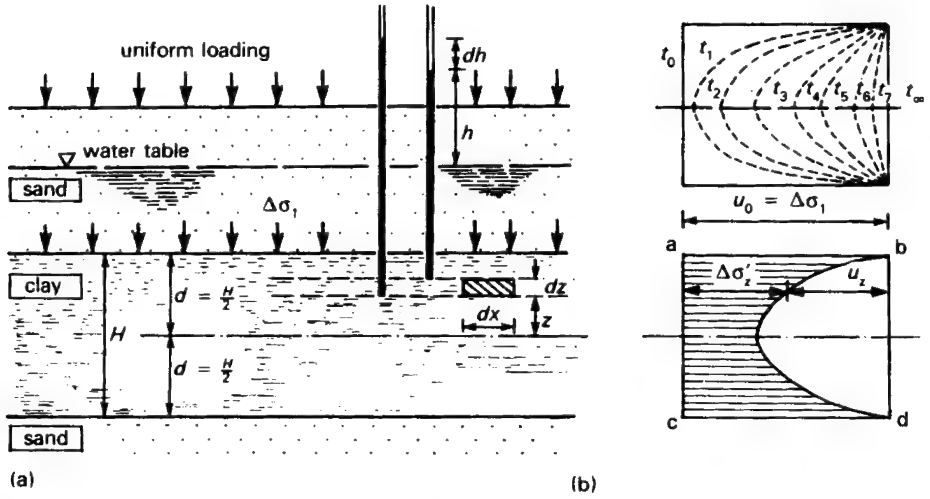 uniform loading
dh
h
water table
sand
Δσ₁
clay
d = H/2
dz
dx
z
H
d = H/2
sand
(a)
t₀
t₁
t₂
t₃
t₄
t₅
t₆
t₇
t∞
u₀ = Δσ₁
a
b
Δσ'z
uz
c
d
(b)